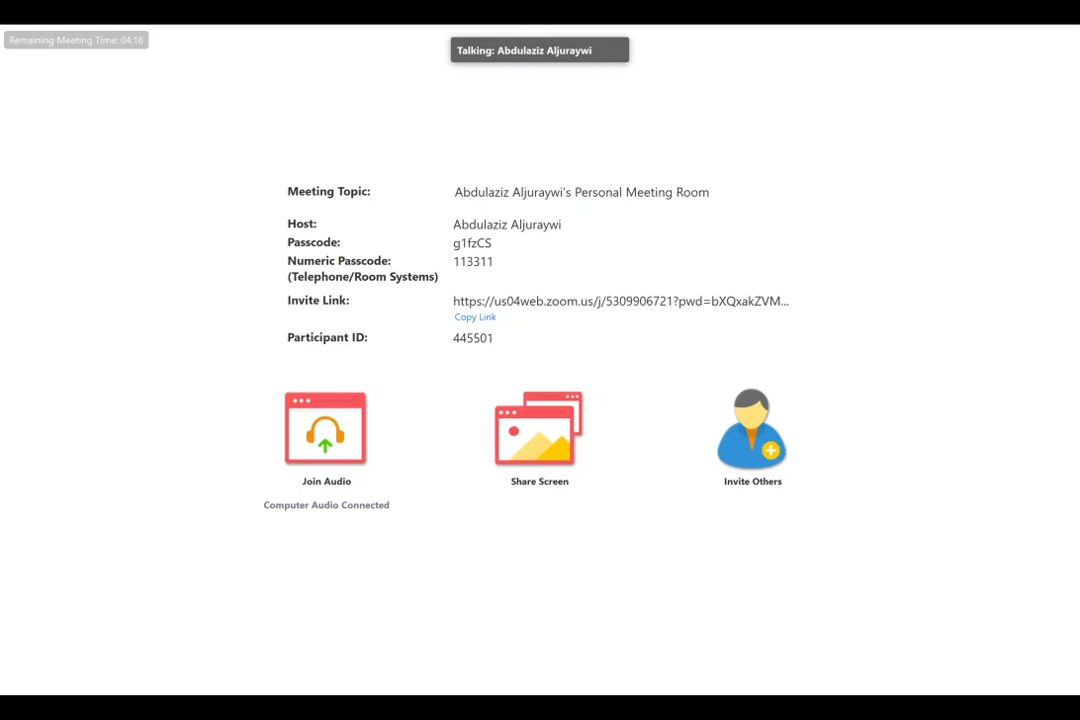 Remaining Meeting Time: 04:16
Talking: Abdulaziz Aljuraywi
Meeting Topic: Abdulaziz Aljuraywi's Personal Meeting Room
Host: Abdulaziz Aljuraywi
Passcode: g1fzCS
Numeric Passcode: 113311
(Telephone/Room Systems)
Invite Link: https://us04web.zoom.us/j/5309906721?pwd=bXQxakZVM...
Copy Link
Participant ID: 445501
Join Audio Share Screen Invite Others
Computer Audio Connected